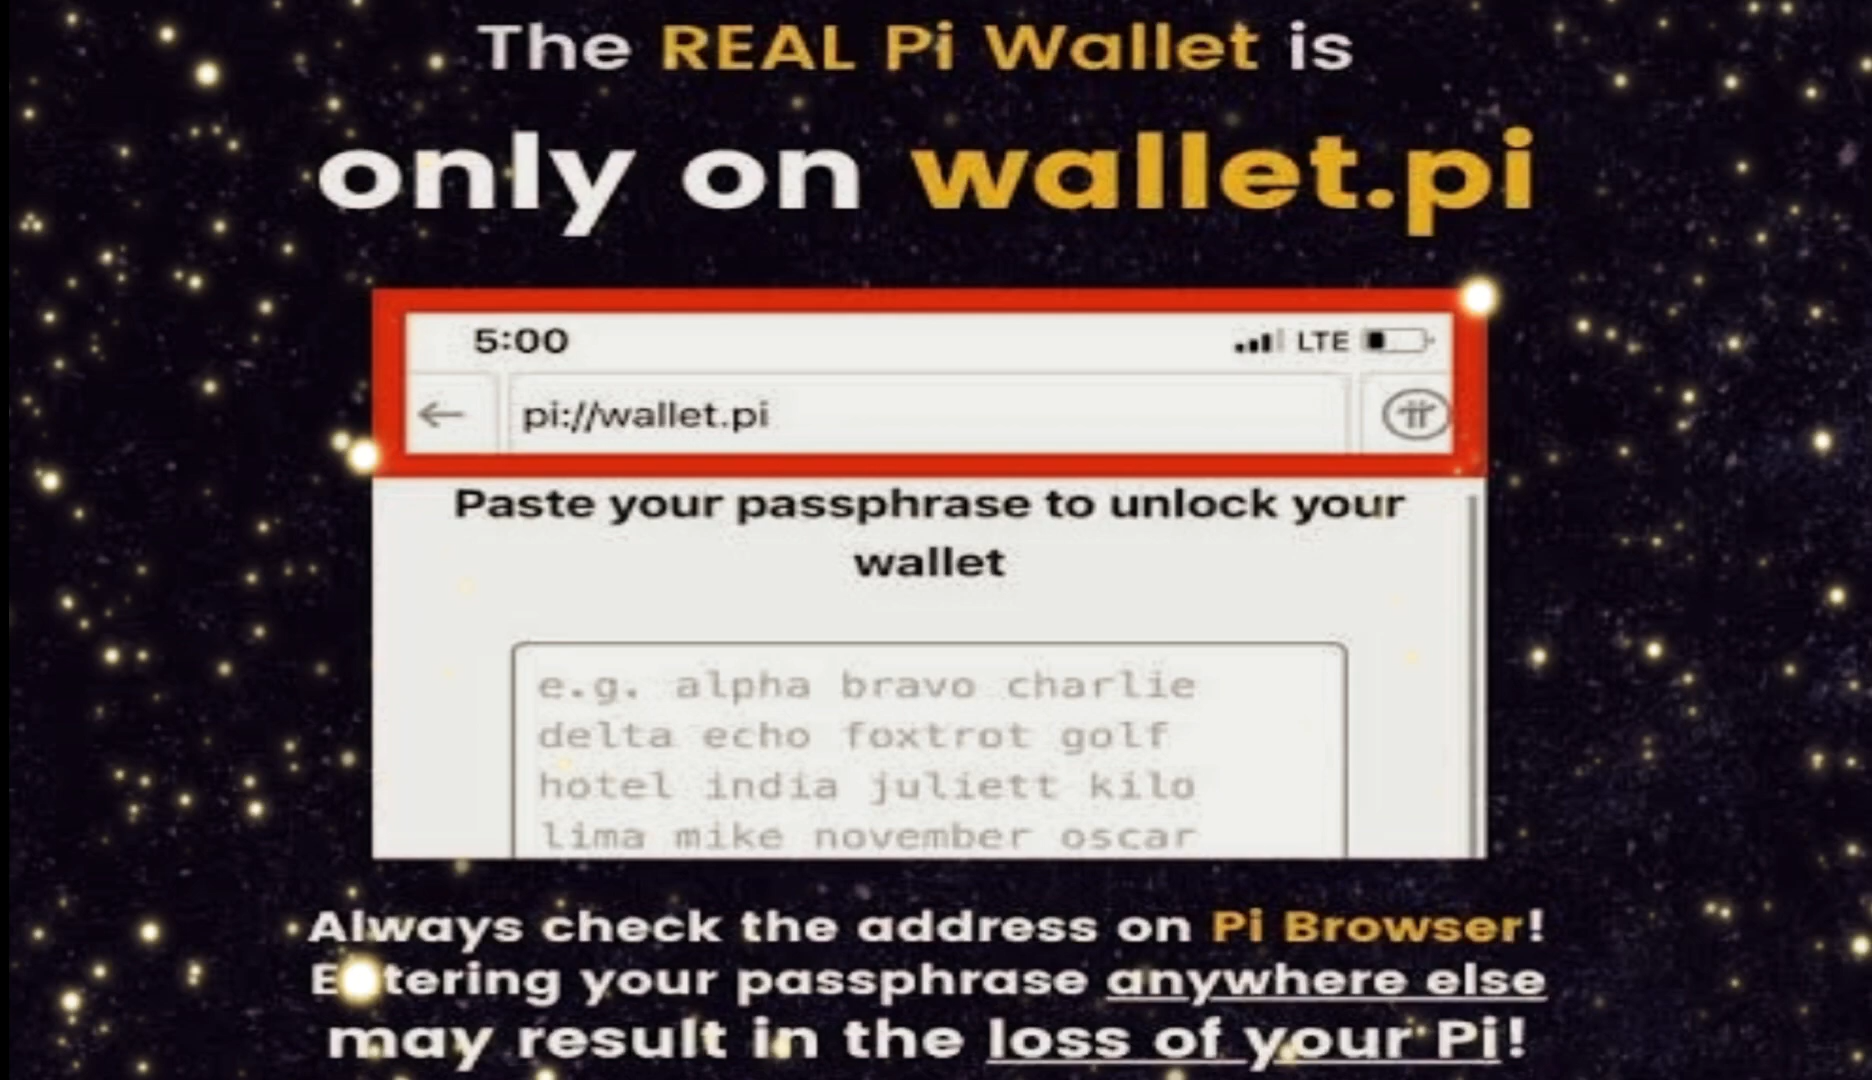 The REAL Pi Wallet is
only on wallet.pi
5:00 LTE
pi://wallet.pi
Paste your passphrase to unlock your
wallet
e.g. alpha bravo charlie
delta echo foxtrot golf
hotel india juliett kilo
lima mike november oscar
Always check the address on Pi Browser!
Entering your passphrase anywhere else
may result in the loss of your Pi!